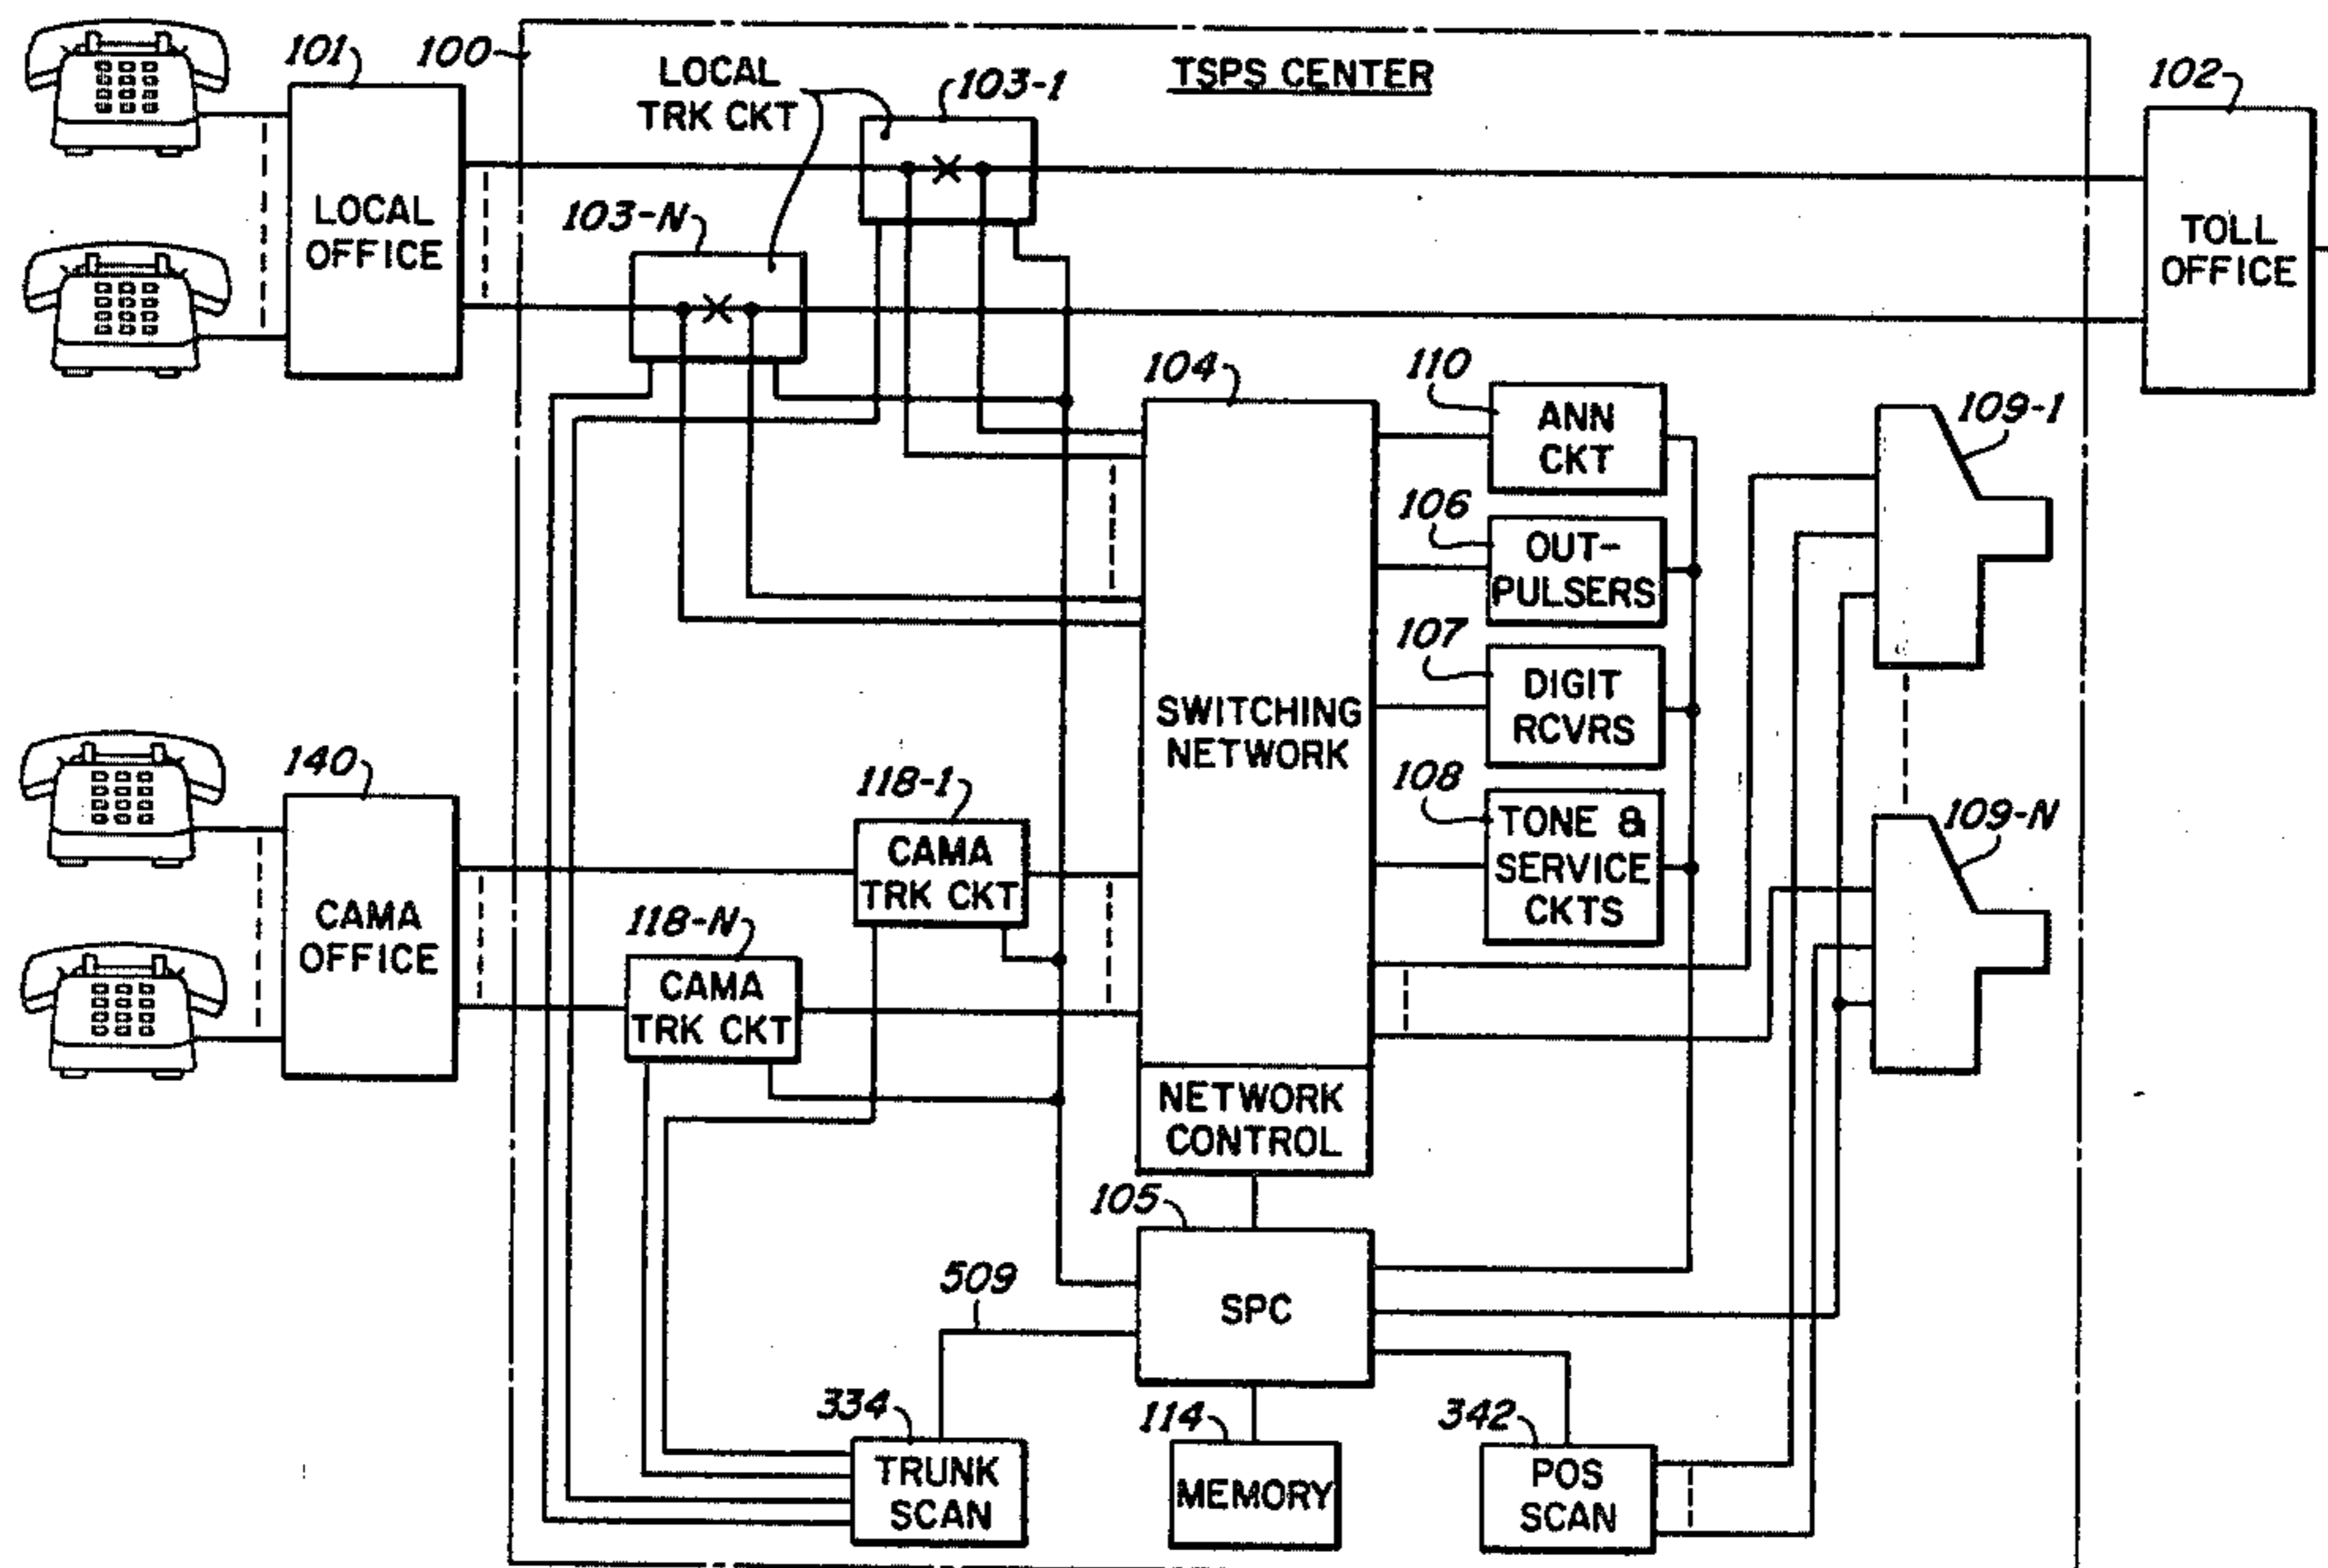 101
100
LOCAL
TRK CKT
103-1
TSPS CENTER
102
LOCAL
OFFICE
103-N
TOLL
OFFICE
104
110
ANN
CKT
109-1
106
OUT-
PULSERS
107
DIGIT
RCVRS
SWITCHING
NETWORK
140
118-1
108
TONE &
SERVICE
CKTS
109-N
CAMA
TRK CKT
CAMA
OFFICE
118-N
CAMA
TRK CKT
NETWORK
CONTROL
105
509
SPC
334
114
342
TRUNK
SCAN
MEMORY
POS
SCAN